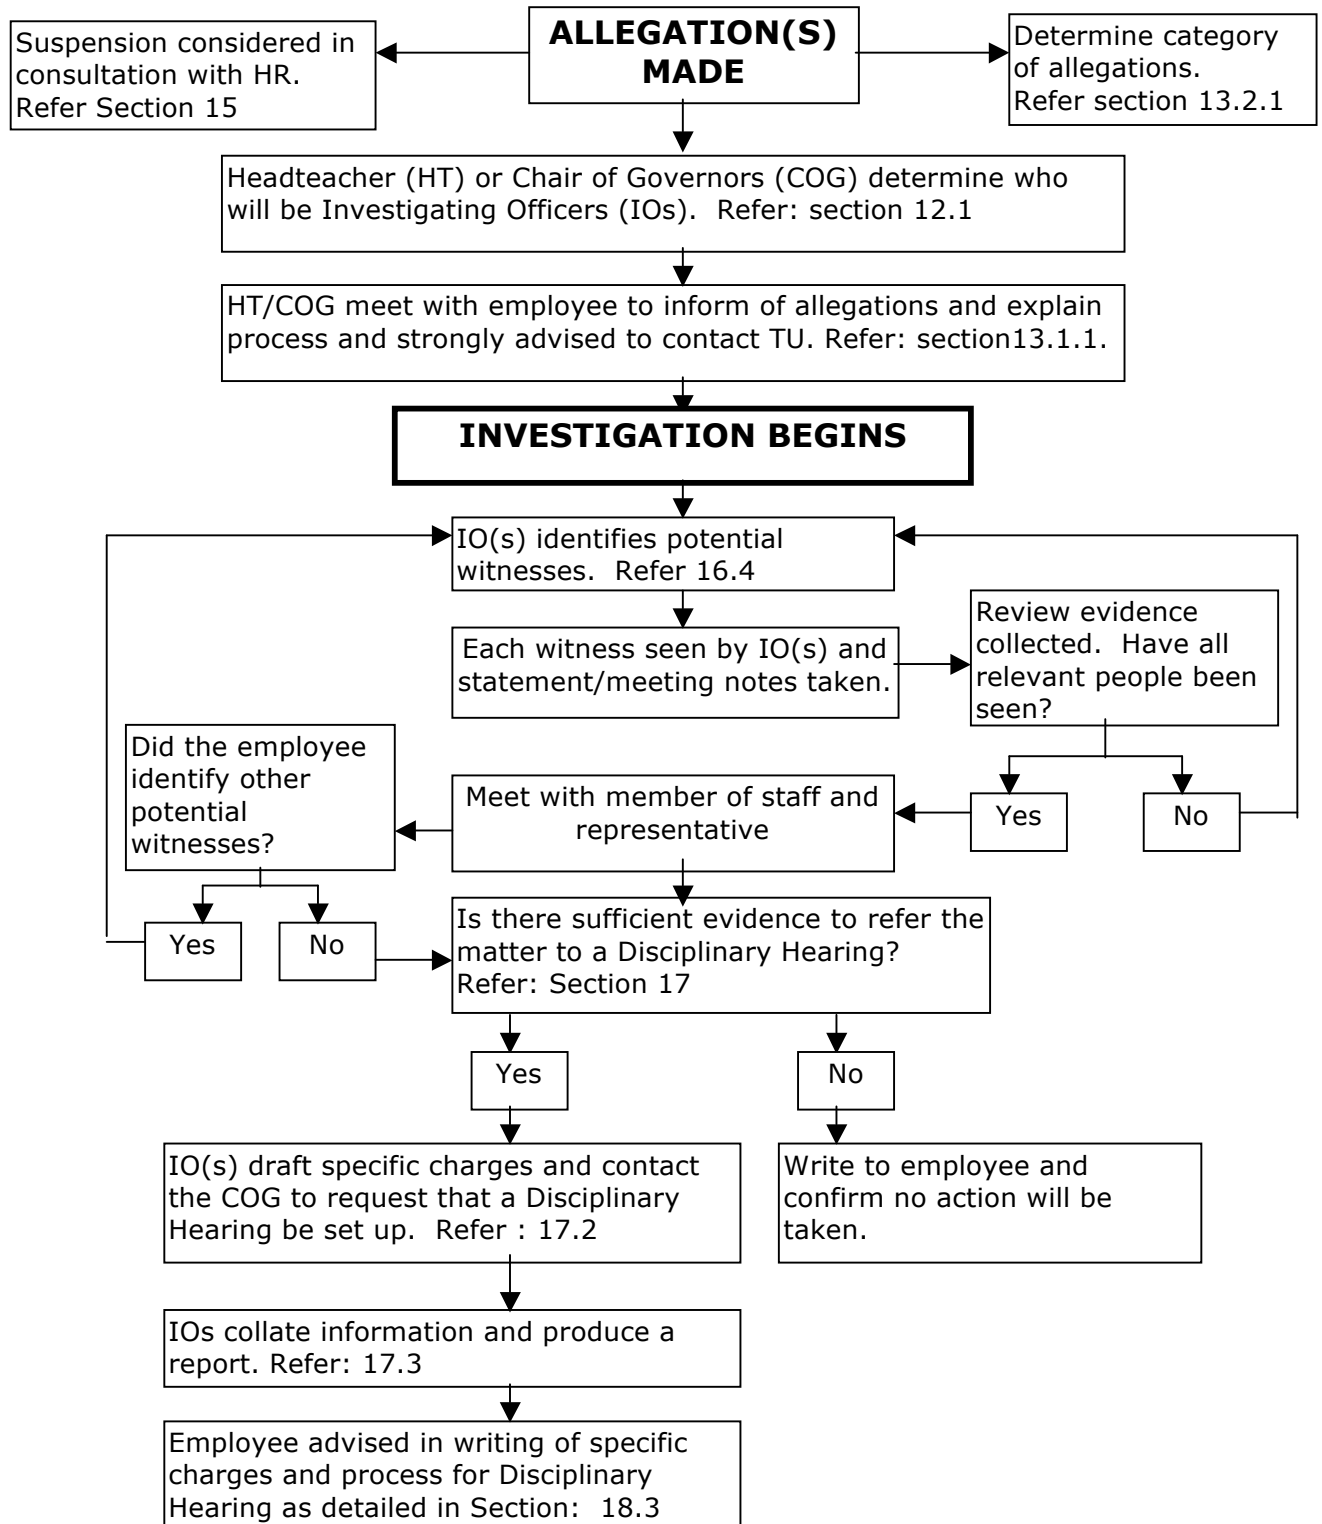 ALLEGATION(S)
MADE
Suspension considered in
consultation with HR.
Refer Section 15
Determine category
of allegations.
Refer section 13.2.1
Headteacher (HT) or Chair of Governors (COG) determine who
will be Investigating Officers (IOs).  Refer: section 12.1
HT/COG meet with employee to inform of allegations and explain
process and strongly advised to contact TU. Refer: section13.1.1.
INVESTIGATION BEGINS
IO(s) identifies potential
witnesses.  Refer 16.4
Each witness seen by IO(s) and
statement/meeting notes taken.
Review evidence
collected.  Have all
relevant people been
seen?
Yes
No
Meet with member of staff and
representative
Did the employee
identify other
potential
witnesses?
Yes
No
Is there sufficient evidence to refer the
matter to a Disciplinary Hearing?
Refer: Section 17
Yes
No
IO(s) draft specific charges and contact
the COG to request that a Disciplinary
Hearing be set up.  Refer : 17.2
Write to employee and
confirm no action will be
taken.
IOs collate information and produce a
report. Refer: 17.3
Employee advised in writing of specific
charges and process for Disciplinary
Hearing as detailed in Section:  18.3